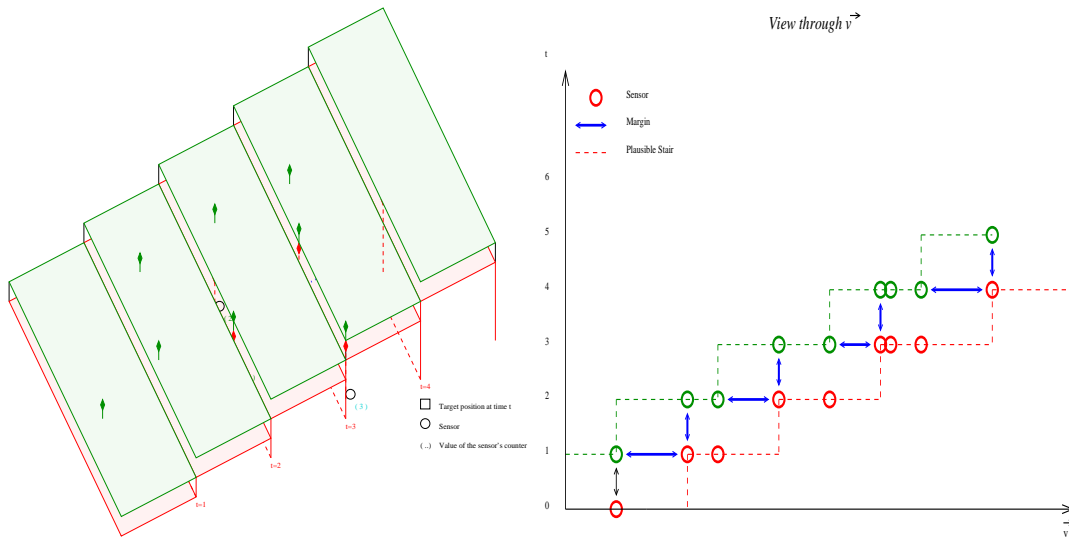 t=1
t=2
t=3
t=4
( 3 )
Target position at time t
Sensor
( ..) Value of the sensor's counter
View through v
t
Sensor
Margin
Plausible Stair
6
5
4
3
2
1
0
v